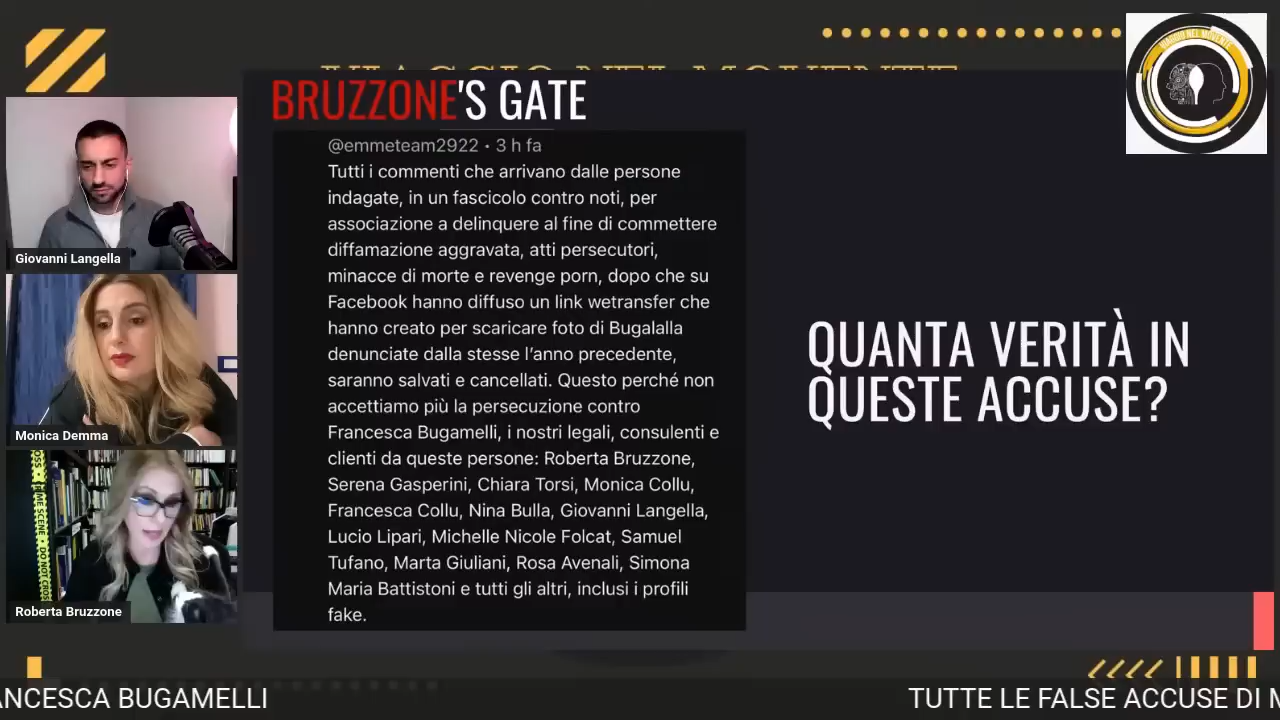 VIAGGIO NEL MOVENTE
VIAGGIO NEL MOVENTE
BRUZZONE'S GATE
@emmeteam2922 • 3 h fa
Tutti i commenti che arrivano dalle persone
indagate, in un fascicolo contro noti, per
associazione a delinquere al fine di commettere
diffamazione aggravata, atti persecutori,
minacce di morte e revenge porn, dopo che su
Facebook hanno diffuso un link wetransfer che
hanno creato per scaricare foto di Bugalalla
denunciate dalla stesse l'anno precedente,
saranno salvati e cancellati. Questo perché non
accettiamo più la persecuzione contro
Francesca Bugamelli, i nostri legali, consulenti e
clienti da queste persone: Roberta Bruzzone,
Serena Gasperini, Chiara Torsi, Monica Collu,
Francesca Collu, Nina Bulla, Giovanni Langella,
Lucio Lipari, Michelle Nicole Folcat, Samuel
Tufano, Marta Giuliani, Rosa Avenali, Simona
Maria Battistoni e tutti gli altri, inclusi i profili
fake.
QUANTA VERITÀ IN
QUESTE ACCUSE?
Giovanni Langella
Monica Demma
Roberta Bruzzone
ANCESCA BUGAMELLI
TUTTE LE FALSE ACCUSE DI M